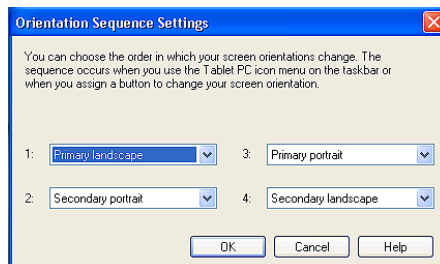 Orientation Sequence Settings
You can choose the order in which your screen orientations change. The
sequence occurs when you use the Tablet PC icon menu on the taskbar or
when you assign a button to change your screen orientation.
1: Primary landscape 3: Primary portrait
2: Secondary portrait 4: Secondary landscape
OK Cancel Help